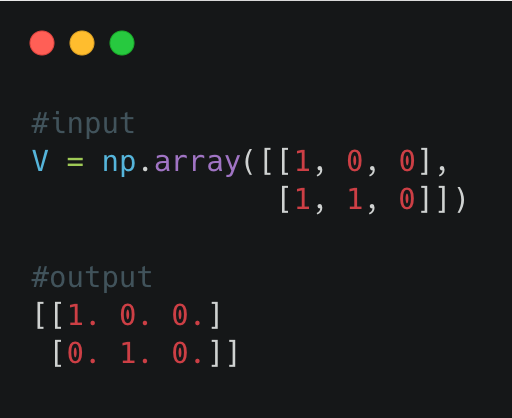 #input
V = np.array([[1, 0, 0],
              [1, 1, 0]])
#output
[[1. 0. 0.]
 [0. 1. 0.]]